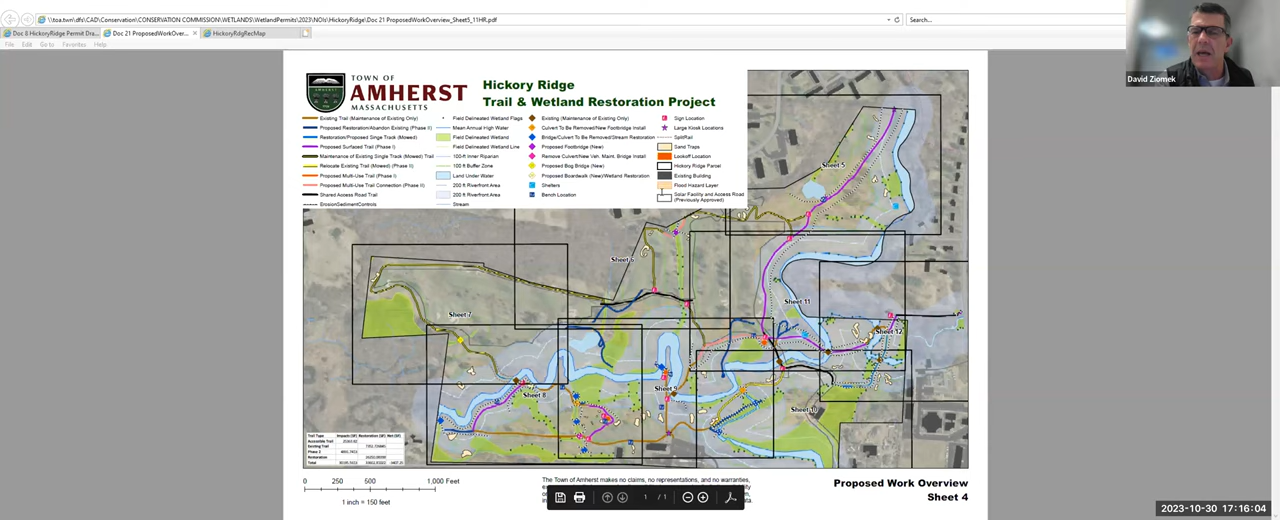 \\toa.twn\dfs\CAD\Conservation\CONSERVATION COMMISSION\WETLANDS\WetlandPermits\2023\NOIs\HickoryRidge\Doc 21 ProposedWorkOverview_Sheet5_11HR.pdf
Search...
Doc 8 HickoryRidge Permit Dra...
Doc 21 ProposedWorkOver...
HickoryRdgRecMap
File Edit Go to Favorites Help
David Ziomek
TOWN OF
AMHERST
MASSACHUSETTS
Hickory Ridge
Trail & Wetland Restoration Project
Existing Trail (Maintenance of Existing Only)
Proposed Restoration/Abandon Existing (Phase II)
Restoration/Proposed Single Track (Mowed)
Proposed Surfaced Trail (Phase I)
Maintenance of Existing Single Track (Mowed) Trail
Relocate Existing Trail (Mowed) (Phase II)
Proposed Multi-Use Trail (Phase I)
Proposed Multi-Use Trail Connection (Phase II)
Shared Access Road Trail
ErosionSedimentControls
Field Delineated Wetland Flags
Mean Annual High Water
Field Delineated Wetland
Field Delineated Wetland Line
100-ft Inner Riparian
100 ft Buffer Zone
Land Under Water
200 ft Riverfront Area
200 ft Riverfront Area
Stream
Existing (Maintenance of Existing Only)
Culvert To Be Removed/New Footbridge Install
Bridge/Culvert To Be Removed/Stream Restoration
Proposed Footbridge (New)
Remove Culvert/New Veh. Maint. Bridge Install
Proposed Bog Bridge (New)
Proposed Boardwalk (New)/Wetland Restoration
Shelters
Bench Location
Sign Location
Large Kiosk Locations
SplitRail
Sand Traps
Lookoff Location
Hickory Ridge Parcel
Existing Building
Flood Hazard Layer
Solar Facility and Access Road
(Previously Approved)
Sheet 5
Sheet 6
Sheet 7
Sheet 8
Sheet 9
Sheet 10
Sheet 11
Sheet 12
0 250 500 1,000 Feet
1 inch = 150 feet
The Town of Amherst makes no claims, no representations, and no warranties,
Proposed Work Overview
Sheet 4
1 / 1
2023-10-30 17:16:04